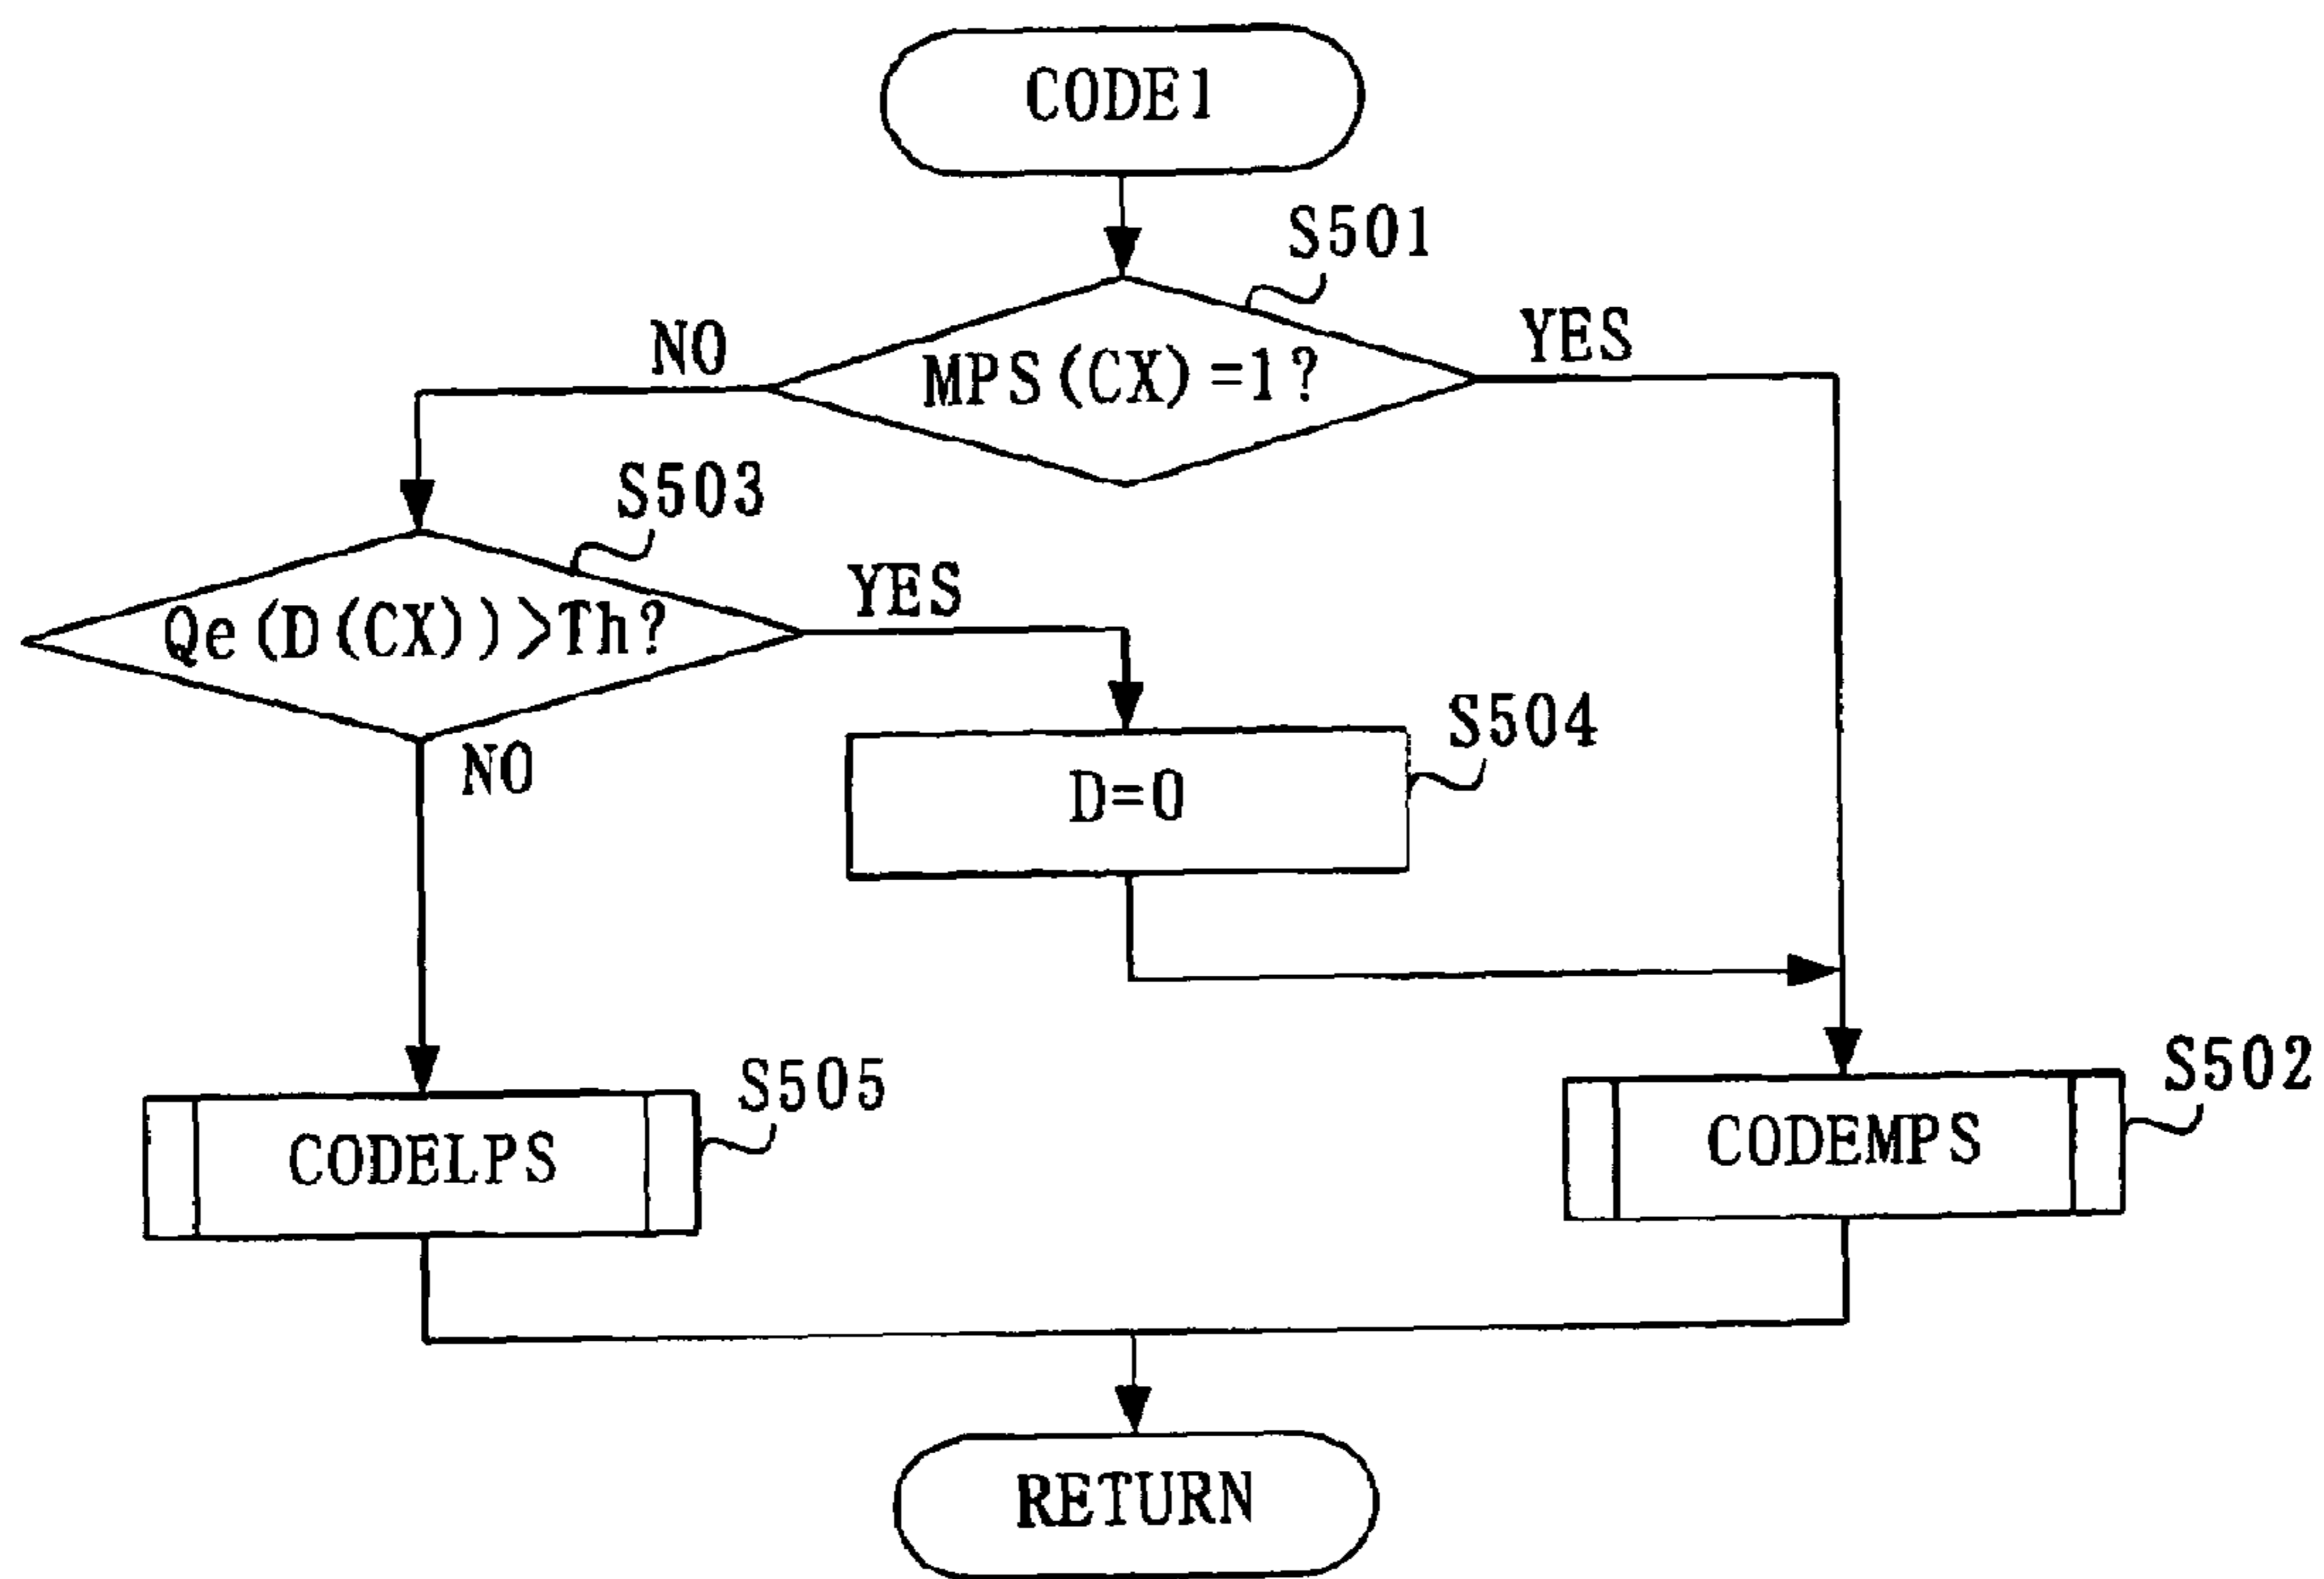 CODE1
S501
NO
YES
MPS(CX)=1?
S503
YES
Qe(D(CX))>Th?
S504
NO
D=0
S505
S502
CODELPS
CODEMPS
RETURN